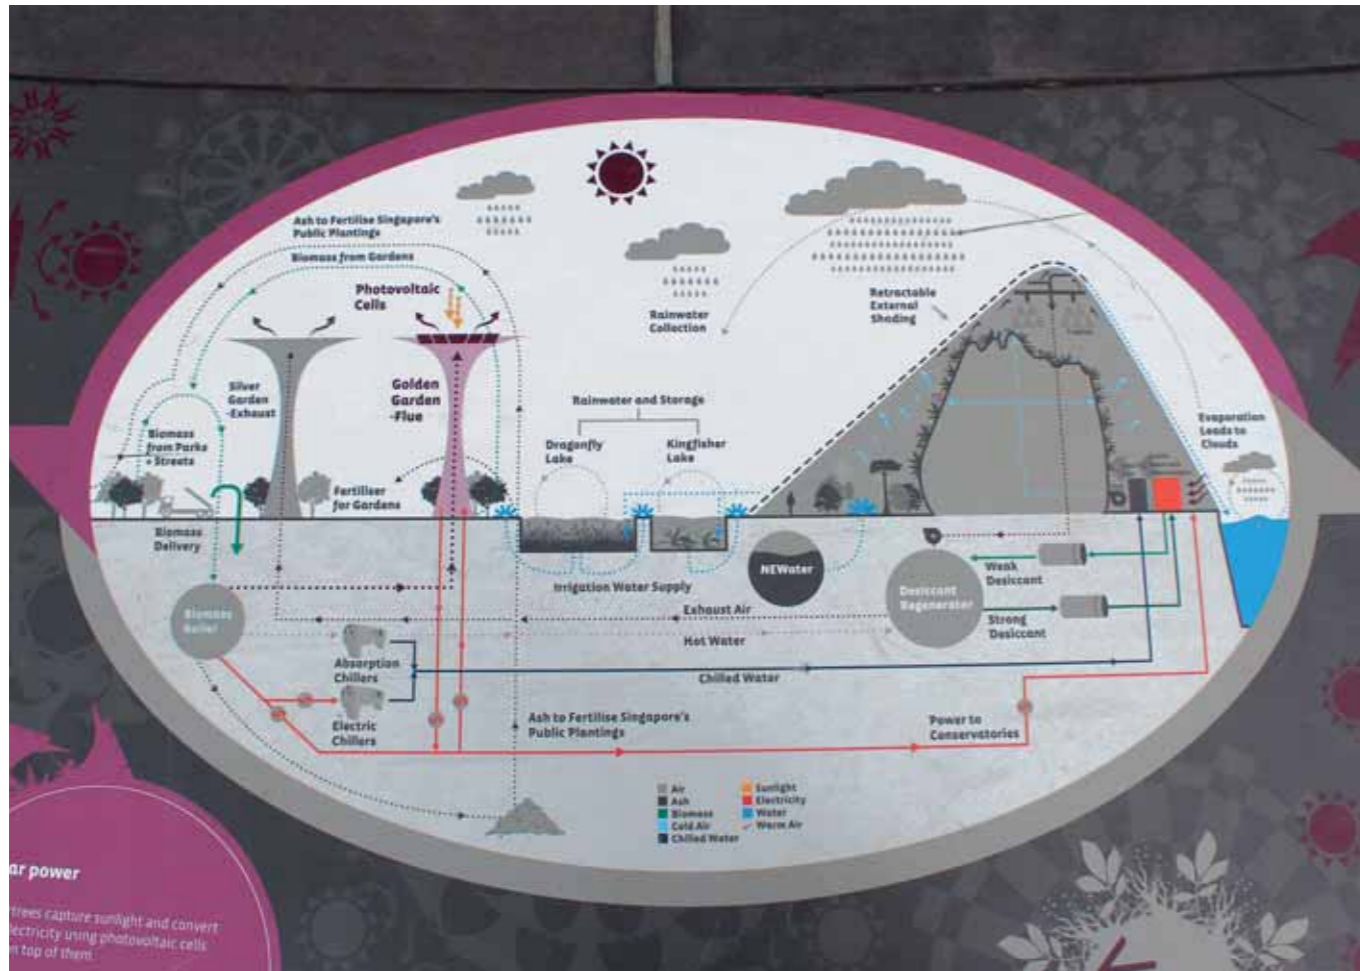 Ash to Fertilise Singapore's
Public Plantings
Biomass from Gardens
Photovoltaic
Cells
Rainwater
Collection
Retractable
External
Shading
Silver
Garden
-Exhaust
Golden
Garden
-Flue
Rainwater and Storage
Dragonfly
Lake
Kingfisher
Lake
Evaporation
Leads to
Clouds
Biomass
from Parks
+ Streets
Fertiliser
for Gardens
Biomass
Delivery
NEWater
Irrigation Water Supply
Weak
Desiccant
Desiccant
Regenerator
Strong
Desiccant
Biomass
Boiler
Exhaust Air
Hot Water
Absorption
Chillers
Chilled Water
Electric
Chillers
Ash to Fertilise Singapore's
Public Plantings
Power to
Conservatories
Air
Ash
Biomass
Cold Air
Chilled Water
Sunlight
Electricity
Water
Warm Air
ar power
trees capture sunlight and convert
lectricity using photovoltaic cells
n top of them.